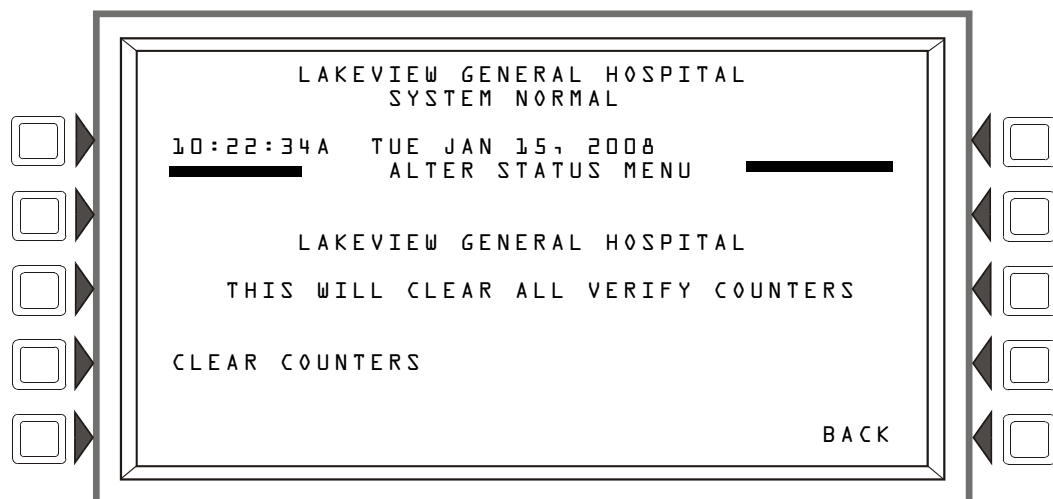 LAKEVIEW GENERAL HOSPITAL
SYSTEM NORMAL
10:22:34A TUE JAN 15, 2008
ALTER STATUS MENU
LAKEVIEW GENERAL HOSPITAL
THIS WILL CLEAR ALL VERIFY COUNTERS
CLEAR COUNTERS
BACK